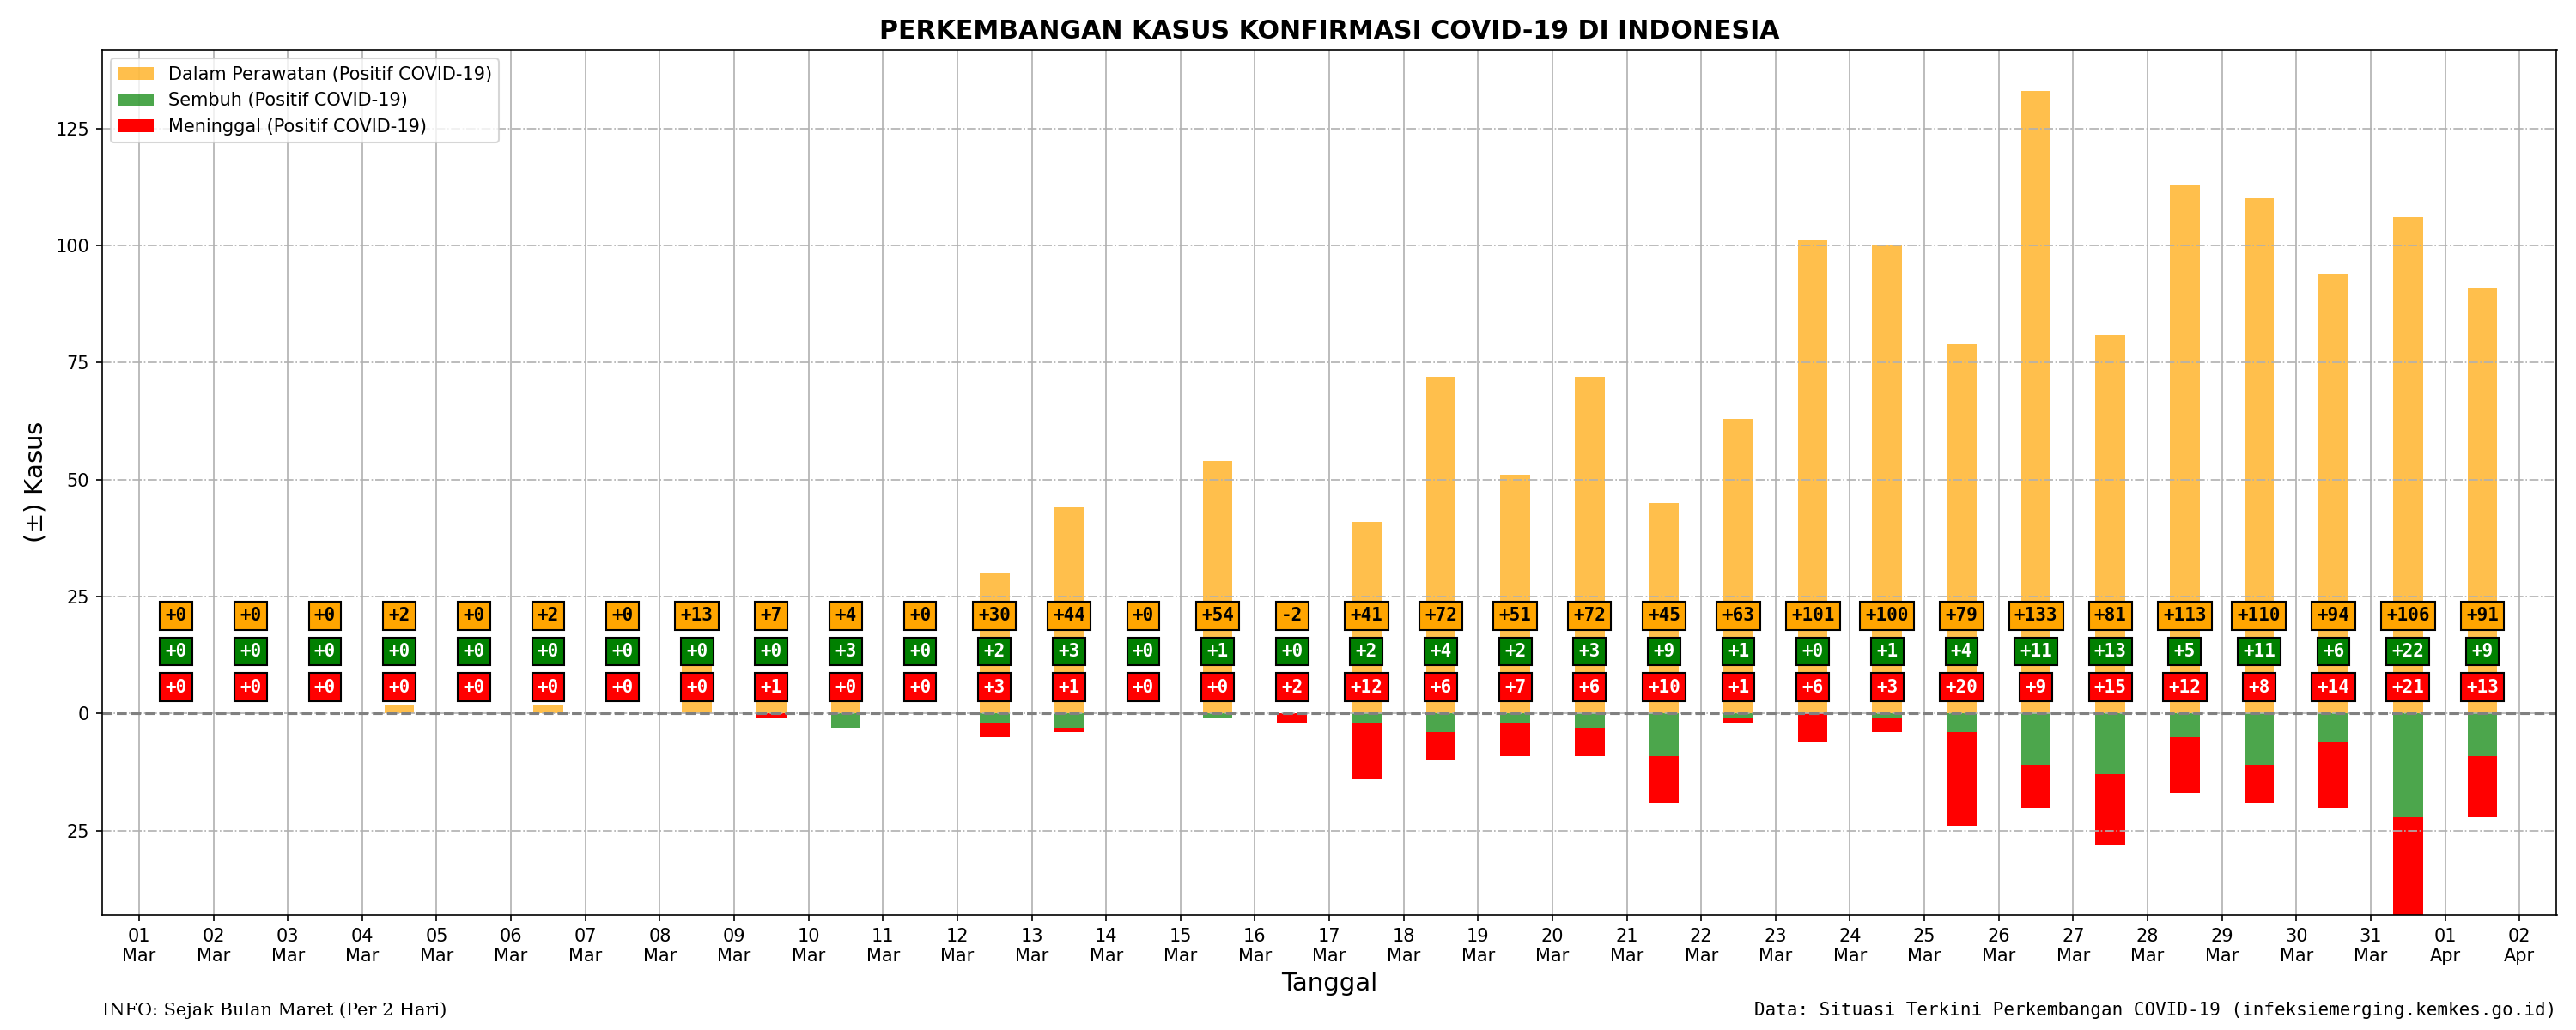 PERKEMBANGAN KASUS KONFIRMASI COVID-19 DI INDONESIA
Dalam Perawatan (Positif COVID-19)
Sembuh (Positif COVID-19)
Meninggal (Positif COVID-19)
(±) Kasus
125
100
75
50
25
0
25
+0 +0 +0 +2 +0 +2 +0 +13 +7 +4 +0 +30 +44 +0 +54 -2 +41 +72 +51 +72 +45 +63 +101 +100 +79 +133 +81 +113 +110 +94 +106 +91
+0 +0 +0 +0 +0 +0 +0 +0 +0 +3 +0 +2 +3 +0 +1 +0 +2 +4 +2 +3 +9 +1 +0 +1 +4 +11 +13 +5 +11 +6 +22 +9
+0 +0 +0 +0 +0 +0 +0 +0 +1 +0 +0 +3 +1 +0 +0 +2 +12 +6 +7 +6 +10 +1 +6 +3 +20 +9 +15 +12 +8 +14 +21 +13
01 02 03 04 05 06 07 08 09 10 11 12 13 14 15 16 17 18 19 20 21 22 23 24 25 26 27 28 29 30 31 01 02
Mar Mar Mar Mar Mar Mar Mar Mar Mar Mar Mar Mar Mar Mar Mar Mar Mar Mar Mar Mar Mar Mar Mar Mar Mar Mar Mar Mar Mar Mar Mar Apr Apr
Tanggal
INFO: Sejak Bulan Maret (Per 2 Hari)
Data: Situasi Terkini Perkembangan COVID-19 (infeksiemerging.kemkes.go.id)